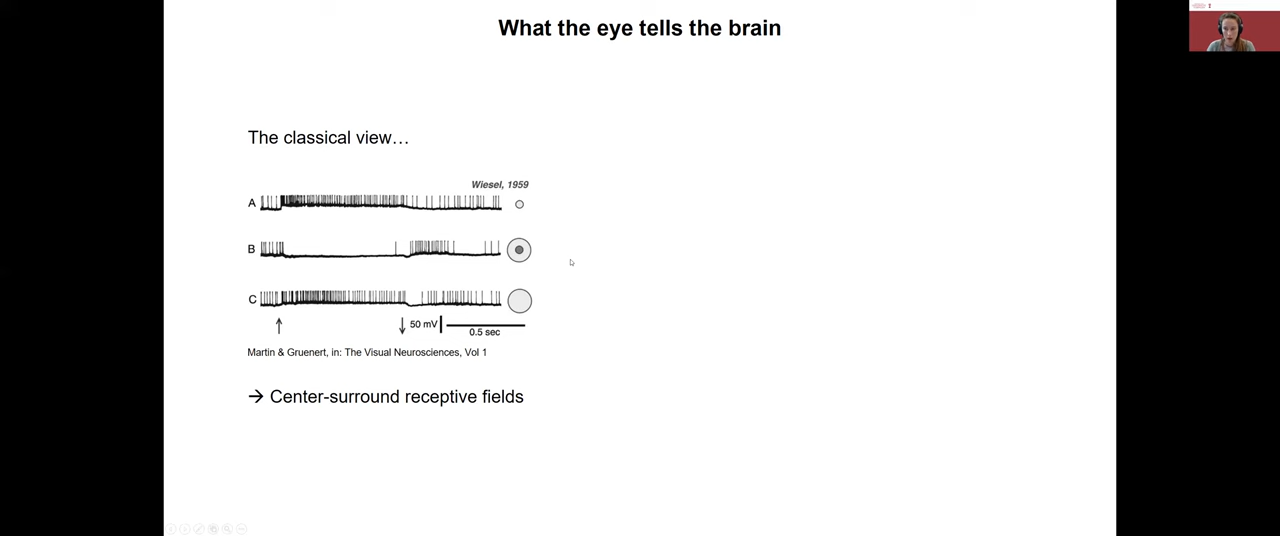 What the eye tells the brain
The classical view…
Wiesel, 1959
A
B
C
50 mV
0.5 sec
Martin & Gruenert, in: The Visual Neurosciences, Vol 1
→ Center-surround receptive fields